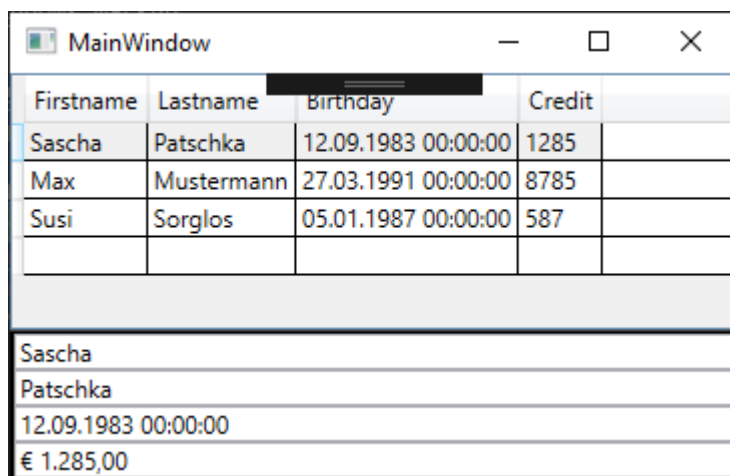 MainWindow
Firstname Lastname Birthday Credit
Sascha Patschka 12.09.1983 00:00:00 1285
Max Mustermann 27.03.1991 00:00:00 8785
Susi Sorglos 05.01.1987 00:00:00 587
Sascha
Patschka
12.09.1983 00:00:00
€ 1.285,00